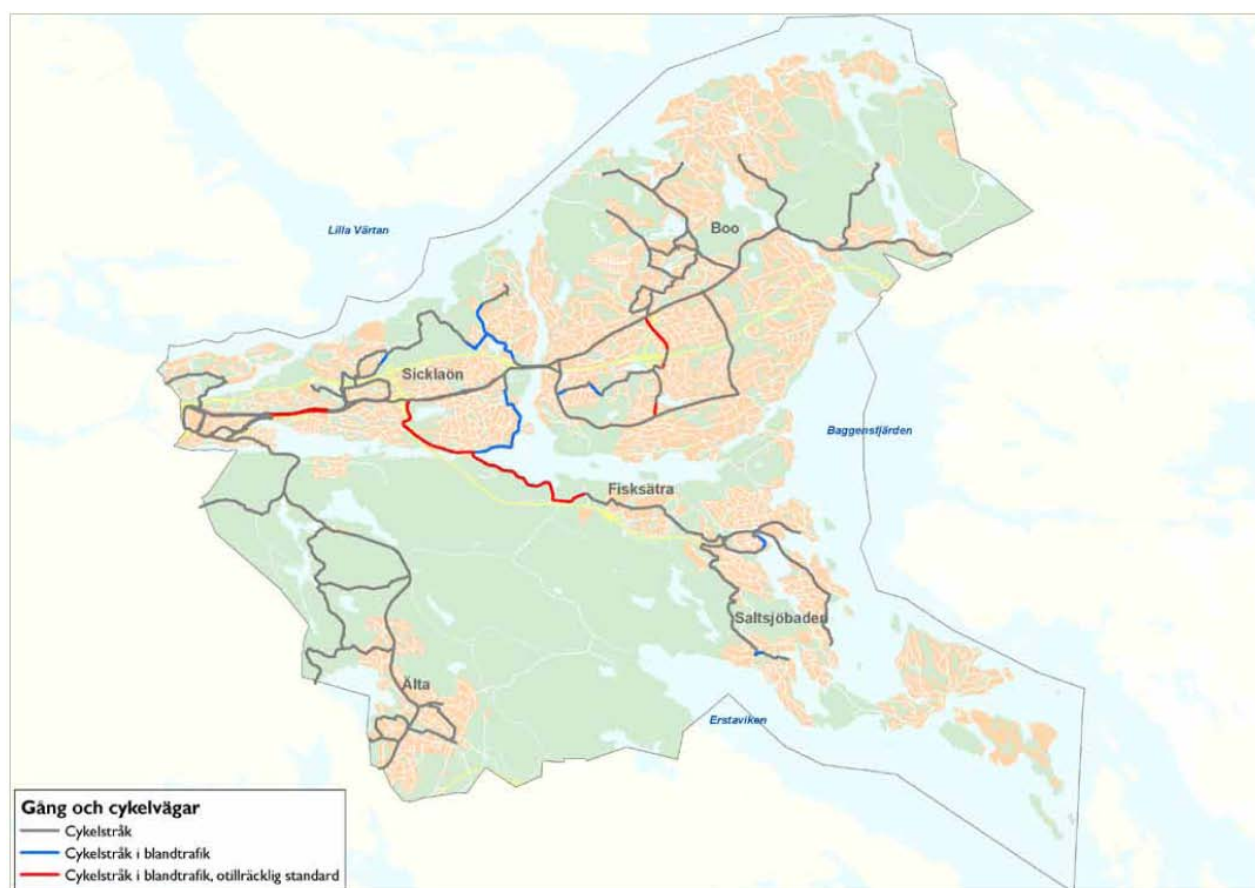 Lilla Värtan
Boo
Sicklaön
Baggensfjärden
Fisksätra
Saltsjöbaden
Älta
Erstaviken
Gång och cykelvägar
Cykelstråk
Cykelstråk i blandtrafik
Cykelstråk i blandtrafik, otillräcklig standard